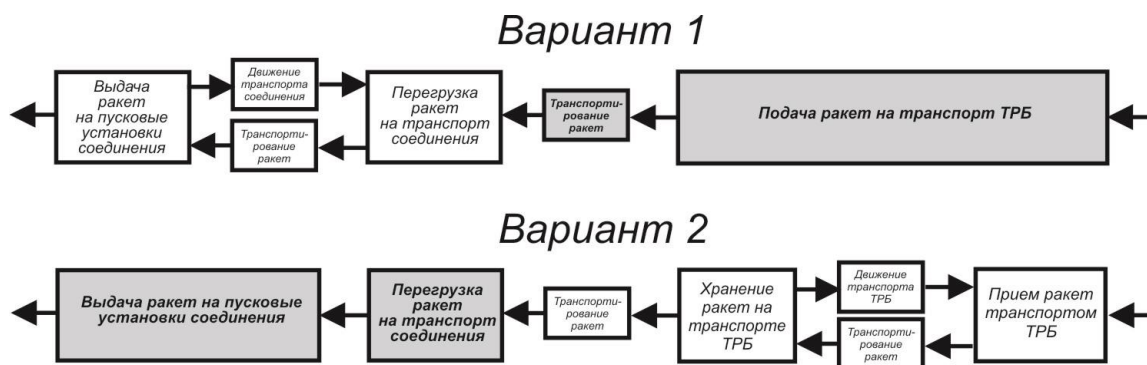 Вариант 1
Выдача
ракет
на пусковые
установки
соединения
Движение
транспорта
соединения
Транспорти-
рование
ракет
Перегрузка
ракет
на транспорт
соединения
Транспорти-
рование
ракет
Подача ракет на транспорт ТРБ
Вариант 2
Выдача ракет на пусковые
установки соединения
Перегрузка
ракет
на транспорт
соединения
Транспорти-
рование
ракет
Хранение
ракет на
транспорте
ТРБ
Движение
транспорта
ТРБ
Транспорти-
рование
ракет
Прием ракет
транспортом
ТРБ